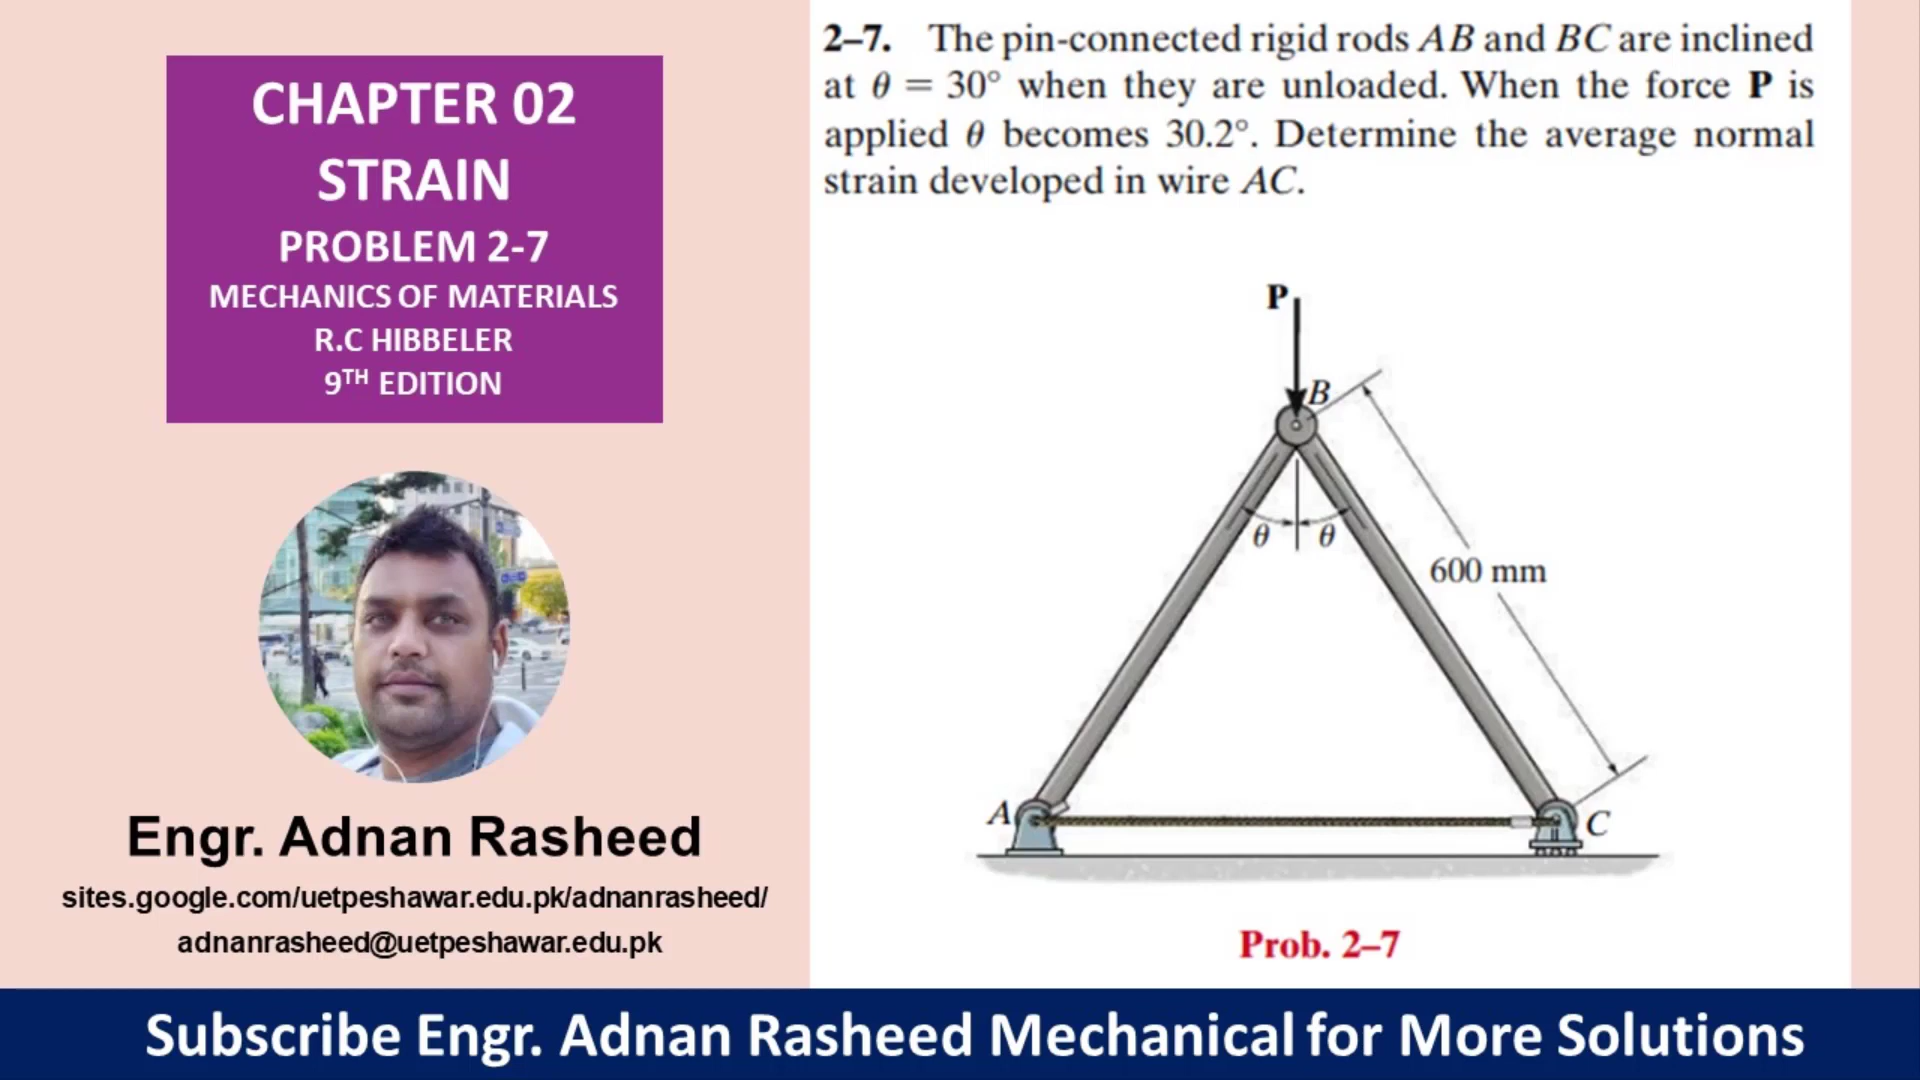 CHAPTER 02
STRAIN
PROBLEM 2-7
MECHANICS OF MATERIALS
R.C HIBBELER
9TH EDITION
Engr. Adnan Rasheed
sites.google.com/uetpeshawar.edu.pk/adnanrasheed/
adnanrasheed@uetpeshawar.edu.pk
2–7. The pin-connected rigid rods AB and BC are inclined
at θ = 30° when they are unloaded. When the force P is
applied θ becomes 30.2°. Determine the average normal
strain developed in wire AC.
P
B
θ θ
600 mm
A
C
Prob. 2–7
Subscribe Engr. Adnan Rasheed Mechanical for More Solutions